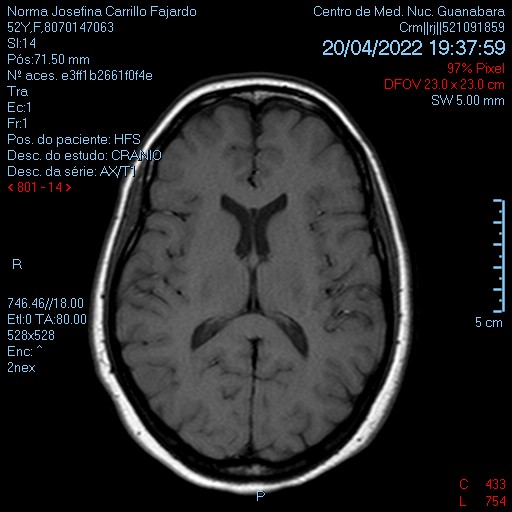 Norma Josefina Carrillo Fajardo
52Y,F,8070147063
Sl:14
Pós:71.50 mm
Nº aces. e3ff1b2661f0f4e
Tra
Ec:1
Fr:1
Pos. do paciente: HFS
Desc. do estudo: CRANIO
Desc. da série: AX/T1
< 801 - 14 >
Centro de Med. Nuc. Guanabara
Crm||rj||521091859
20/04/2022 19:37:59
97% Pixel
DFOV 23.0 x 23.0 cm
SW 5.00 mm
R
746.46//18.00
Etl:0 TA:80.00
528x528
Enc: ^
2nex
5 cm
P
C 433
L 754